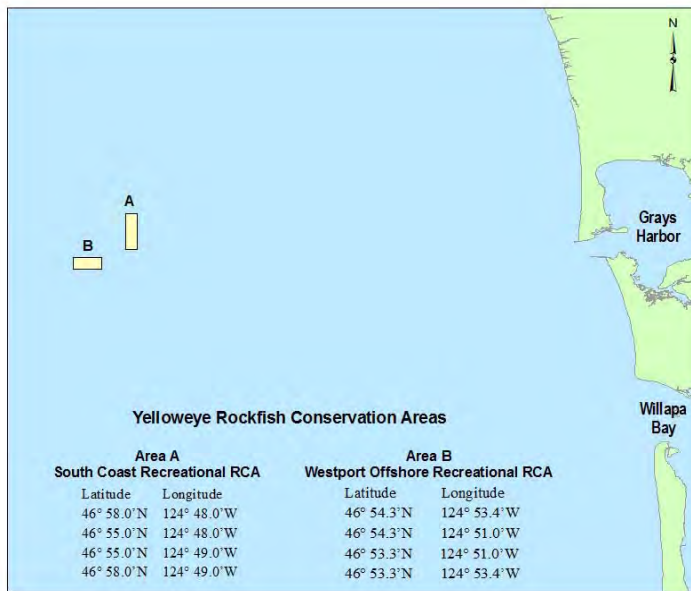 N
A
B
Grays
Harbor
Yelloweye Rockfish Conservation Areas
Willapa
Bay
Area A
South Coast Recreational RCA
Latitude Longitude
46° 58.0'N 124° 48.0'W
46° 55.0'N 124° 48.0'W
46° 55.0'N 124° 49.0'W
46° 58.0'N 124° 49.0'W
Area B
Westport Offshore Recreational RCA
Latitude Longitude
46° 54.3'N 124° 53.4'W
46° 54.3'N 124° 51.0'W
46° 53.3'N 124° 51.0'W
46° 53.3'N 124° 53.4'W